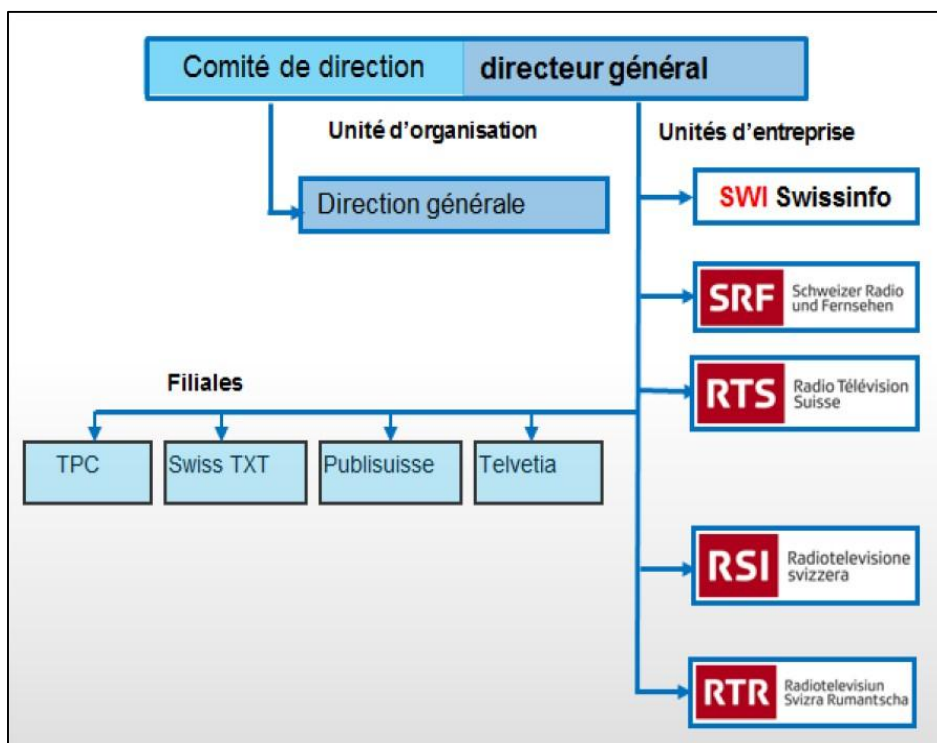 Comité de direction directeur général
Unité d'organisation
Unités d'entreprise
Direction générale
SWI Swissinfo
SRF Schweizer Radio
und Fernsehen
RTS Radio Télévision
Suisse
Filiales
TPC
Swiss TXT
Publisuisse
Telvetia
RSI Radiotelevisione
svizzera
RTR Radiotelevisiun
Svizra Rumantscha